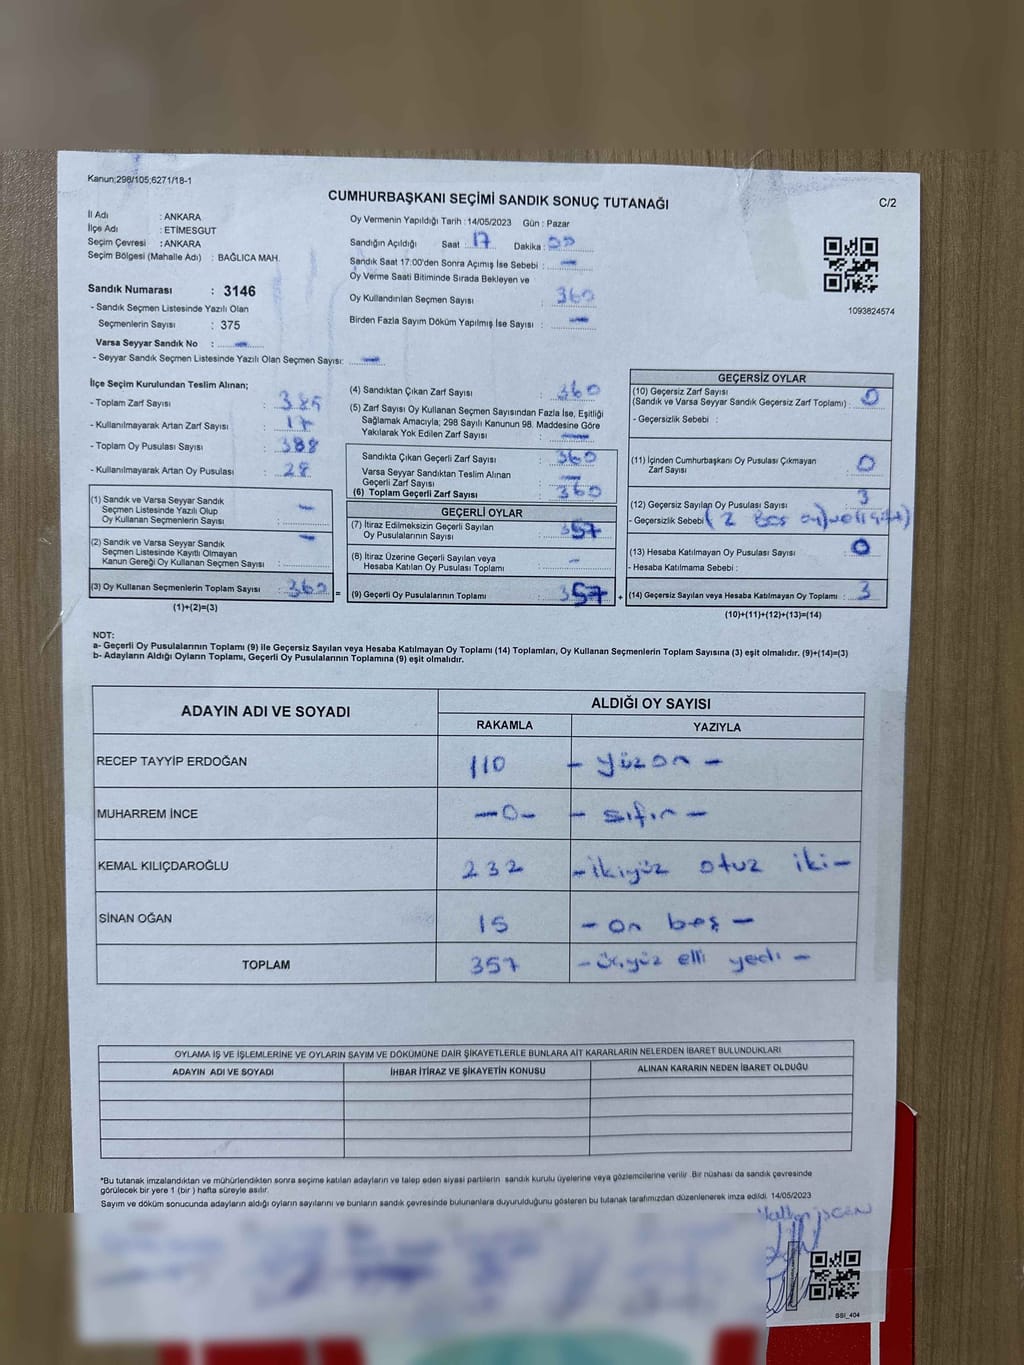 Kanun;298/105;6271/18-1
CUMHURBAŞKANI SEÇİMİ SANDIK SONUÇ TUTANAĞI
C/2
İl Adı : ANKARA
İlçe Adı : ETİMESGUT
Seçim Çevresi : ANKARA
Seçim Bölgesi (Mahalle Adı) : BAĞLICA MAH.
Sandık Numarası : 3146
- Sandık Seçmen Listesinde Yazılı Olan
Seçmenlerin Sayısı : 375
Varsa Seyyar Sandık No : —
- Seyyar Sandık Seçmen Listesinde Yazılı Olan Seçmen Sayısı: —
Oy Vermenin Yapıldığı Tarih : 14/05/2023 Gün : Pazar
Sandığın Açıldığı Saat : 17 Dakika : 00
Sandık Saat 17:00'den Sonra Açımış İse Sebebi : —
Oy Verme Saati Bitiminde Sırada Bekleyen ve
Oy Kullandırılan Seçmen Sayısı : 360
Birden Fazla Sayım Döküm Yapılmış İse Sayısı : —
1093824574
İlçe Seçim Kurulundan Teslim Alınan;
- Toplam Zarf Sayısı : 385
- Kullanılmayarak Artan Zarf Sayısı : 17
- Toplam Oy Pusulası Sayısı : 388
- Kullanılmayarak Artan Oy Pusulası : 28
(1) Sandık ve Varsa Seyyar Sandık
Seçmen Listesinde Yazılı Olup
Oy Kullanan Seçmenlerin Sayısı : —
(2) Sandık ve Varsa Seyyar Sandık
Seçmen Listesinde Kayıtlı Olmayan
Kanun Gereği Oy Kullanan Seçmen Sayısı : —
(3) Oy Kullanan Seçmenlerin Toplam Sayısı : 360 =
(1)+(2)=(3)
(4) Sandıktan Çıkan Zarf Sayısı : 360
(5) Zarf Sayısı Oy Kullanan Seçmen Sayısından Fazla İse, Eşitliği
Sağlamak Amacıyla; 298 Sayılı Kanunun 98. Maddesine Göre
Yakılarak Yok Edilen Zarf Sayısı : —
Sandıkta Çıkan Geçerli Zarf Sayısı : 360
Varsa Seyyar Sandıktan Teslim Alınan
Geçerli Zarf Sayısı : —
(6) Toplam Geçerli Zarf Sayısı : 360
GEÇERLİ OYLAR
(7) İtiraz Edilmeksizin Geçerli Sayılan
Oy Pusulalarının Sayısı : 357
(8) İtiraz Üzerine Geçerli Sayılan veya
Hesaba Katılan Oy Pusulası Toplamı : —
(9) Geçerli Oy Pusulalarının Toplamı : 357 +
GEÇERSİZ OYLAR
(10) Geçersiz Zarf Sayısı
(Sandık ve Varsa Seyyar Sandık Geçersiz Zarf Toplamı) : 0
- Geçersizlik Sebebi :
(11) İçinden Cumhurbaşkanı Oy Pusulası Çıkmayan
Zarf Sayısı : 0
(12) Geçersiz Sayılan Oy Pusulası Sayısı : 3
- Geçersizlik Sebebi (2 Boş oy)
(13) Hesaba Katılmayan Oy Pusulası Sayısı : 0
- Hesaba Katılmama Sebebi :
(14) Geçersiz Sayılan veya Hesaba Katılmayan Oy Toplamı : 3
(10)+(11)+(12)+(13)=(14)
NOT:
a- Geçerli Oy Pusulalarının Toplamı (9) ile Geçersiz Sayılan veya Hesaba Katılmayan Oy Toplamı (14) Toplamları, Oy Kullanan Seçmenlerin Toplam Sayısına (3) eşit olmalıdır. (9)+(14)=(3)
b- Adayların Aldığı Oyların Toplamı, Geçerli Oy Pusulalarının Toplamına (9) eşit olmalıdır.
ADAYIN ADI VE SOYADI
ALDIĞI OY SAYISI
RAKAMLA YAZIYLA
RECEP TAYYİP ERDOĞAN 110 - yüzon -
MUHARREM İNCE -0- - sıfır -
KEMAL KILIÇDAROĞLU 232 - ikiyüz otuz iki -
SİNAN OĞAN 15 - on beş -
TOPLAM 357 - üçyüz elli yedi -
OYLAMA İŞ VE İŞLEMLERİNE VE OYLARIN SAYIM VE DÖKÜMÜNE DAİR ŞİKAYETLERLE BUNLARA AİT KARARLARIN NELERDEN İBARET BULUNDUKLARI
ADAYIN ADI VE SOYADI İHBAR İTİRAZ VE ŞİKAYETİN KONUSU ALINAN KARARIN NEDEN İBARET OLDUĞU
*Bu tutanak imzalandıktan ve mühürlendikten sonra seçime katılan adayların ve talep eden siyasi partilerin sandık kurulu üyelerine veya gözlemcilerine verilir. Bir nüshası da sandık çevresinde
görülecek bir yere 1 (bir ) hafta süreyle asılır.
Sayım ve döküm sonucunda adayların aldığı oyların sayılarını ve bunların sandık çevresinde bulunanlara duyurulduğunu gösteren bu tutanak tarafımızdan düzenlenerek imza edildi. 14/05/2023
SSI_404